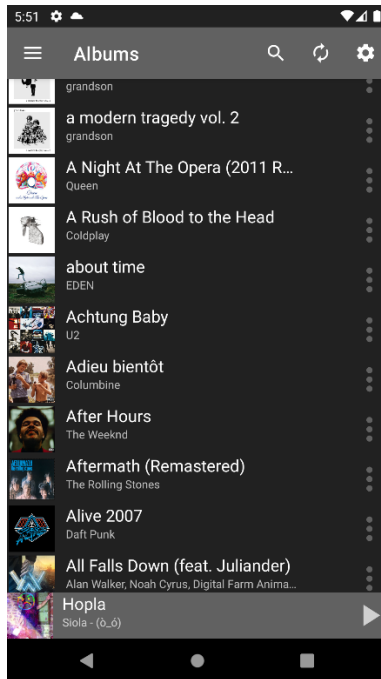 5:51
Albums
grandson
a modern tragedy vol. 2
grandson
A Night At The Opera (2011 R...
Queen
A Rush of Blood to the Head
Coldplay
about time
EDEN
Achtung Baby
U2
Adieu bientôt
Columbine
After Hours
The Weeknd
Aftermath (Remastered)
The Rolling Stones
Alive 2007
Daft Punk
All Falls Down (feat. Juliander)
Alan Walker, Noah Cyrus, Digital Farm Anima...
Hopla
Siola - (ò_ó)